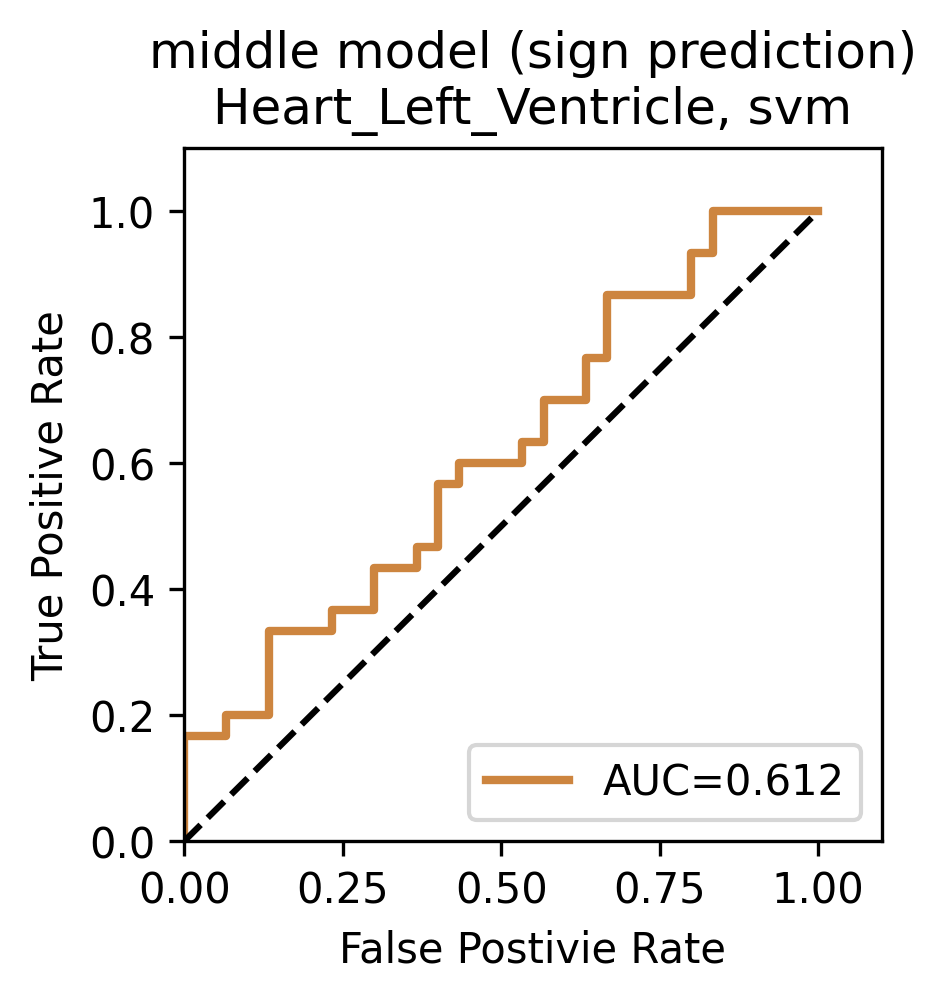 middle model (sign prediction)
Heart_Left_Ventricle, svm
1.0
0.8
0.6
0.4
0.2
0.0
True Positive Rate
AUC=0.612
0.00 0.25 0.50 0.75 1.00
False Postivie Rate